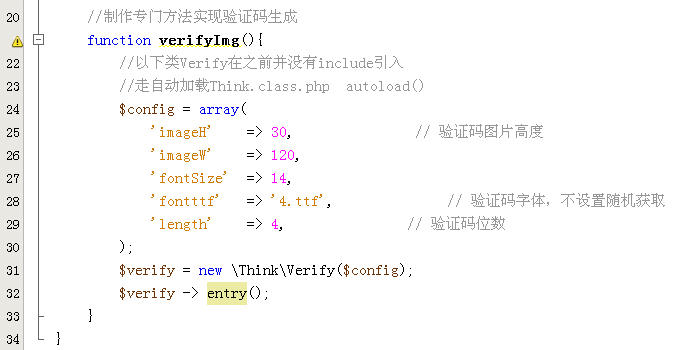 20 //制作专门方法实现验证码生成
function verifyImg(){
22 //以下类Verify在之前并没有include引入
23 //走自动加载Think.class.php autoload()
24 $config = array(
25 'imageH' => 30, // 验证码图片高度
26 'imageW' => 120,
27 'fontSize' => 14,
28 'fontttf' => '4.ttf', // 验证码字体，不设置随机获取
29 'length' => 4, // 验证码位数
30 );
31 $verify = new \Think\Verify($config);
32 $verify -> entry();
33 }
34 }